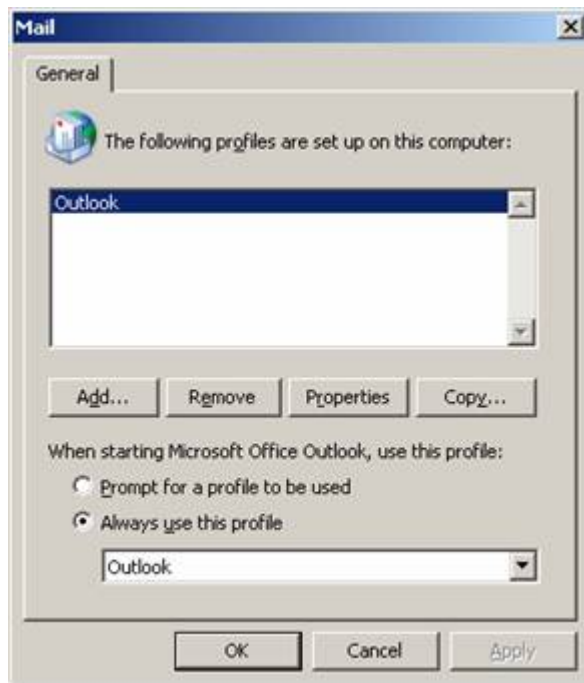 Mail
General
The following profiles are set up on this computer:
Outlook
Add...
Remove
Properties
Copy...
When starting Microsoft Office Outlook, use this profile:
Prompt for a profile to be used
Always use this profile
Outlook
OK
Cancel
Apply